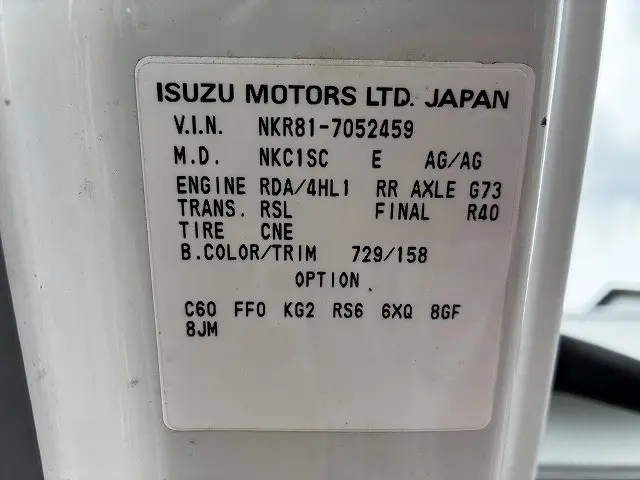 ISUZU MOTORS LTD. JAPAN
V.I.N. NKR81-7052459
M.D. NKC1SC E AG/AG
ENGINE RDA/4HL1 RR AXLE G73
TRANS. RSL FINAL R40
TIRE CNE
B.COLOR/TRIM 729/158
OPTION
C60 FF0 KG2 RS6 6XQ 8GF
8JM